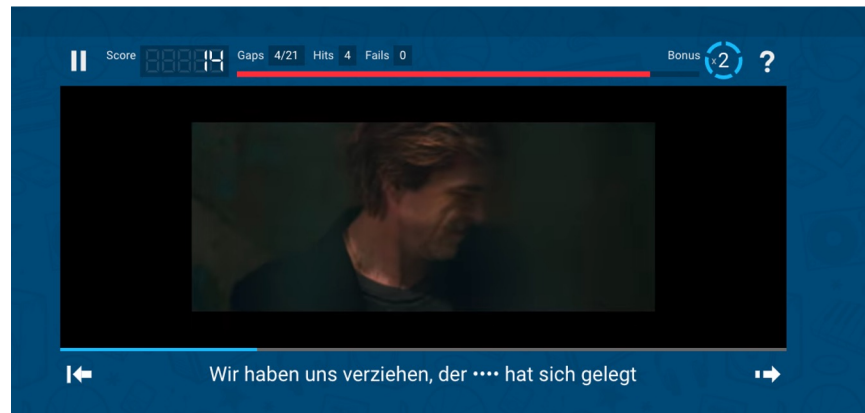 Score 14 Gaps 4/21 Hits 4 Fails 0 Bonus x2 ?
Wir haben uns verziehen, der •••• hat sich gelegt